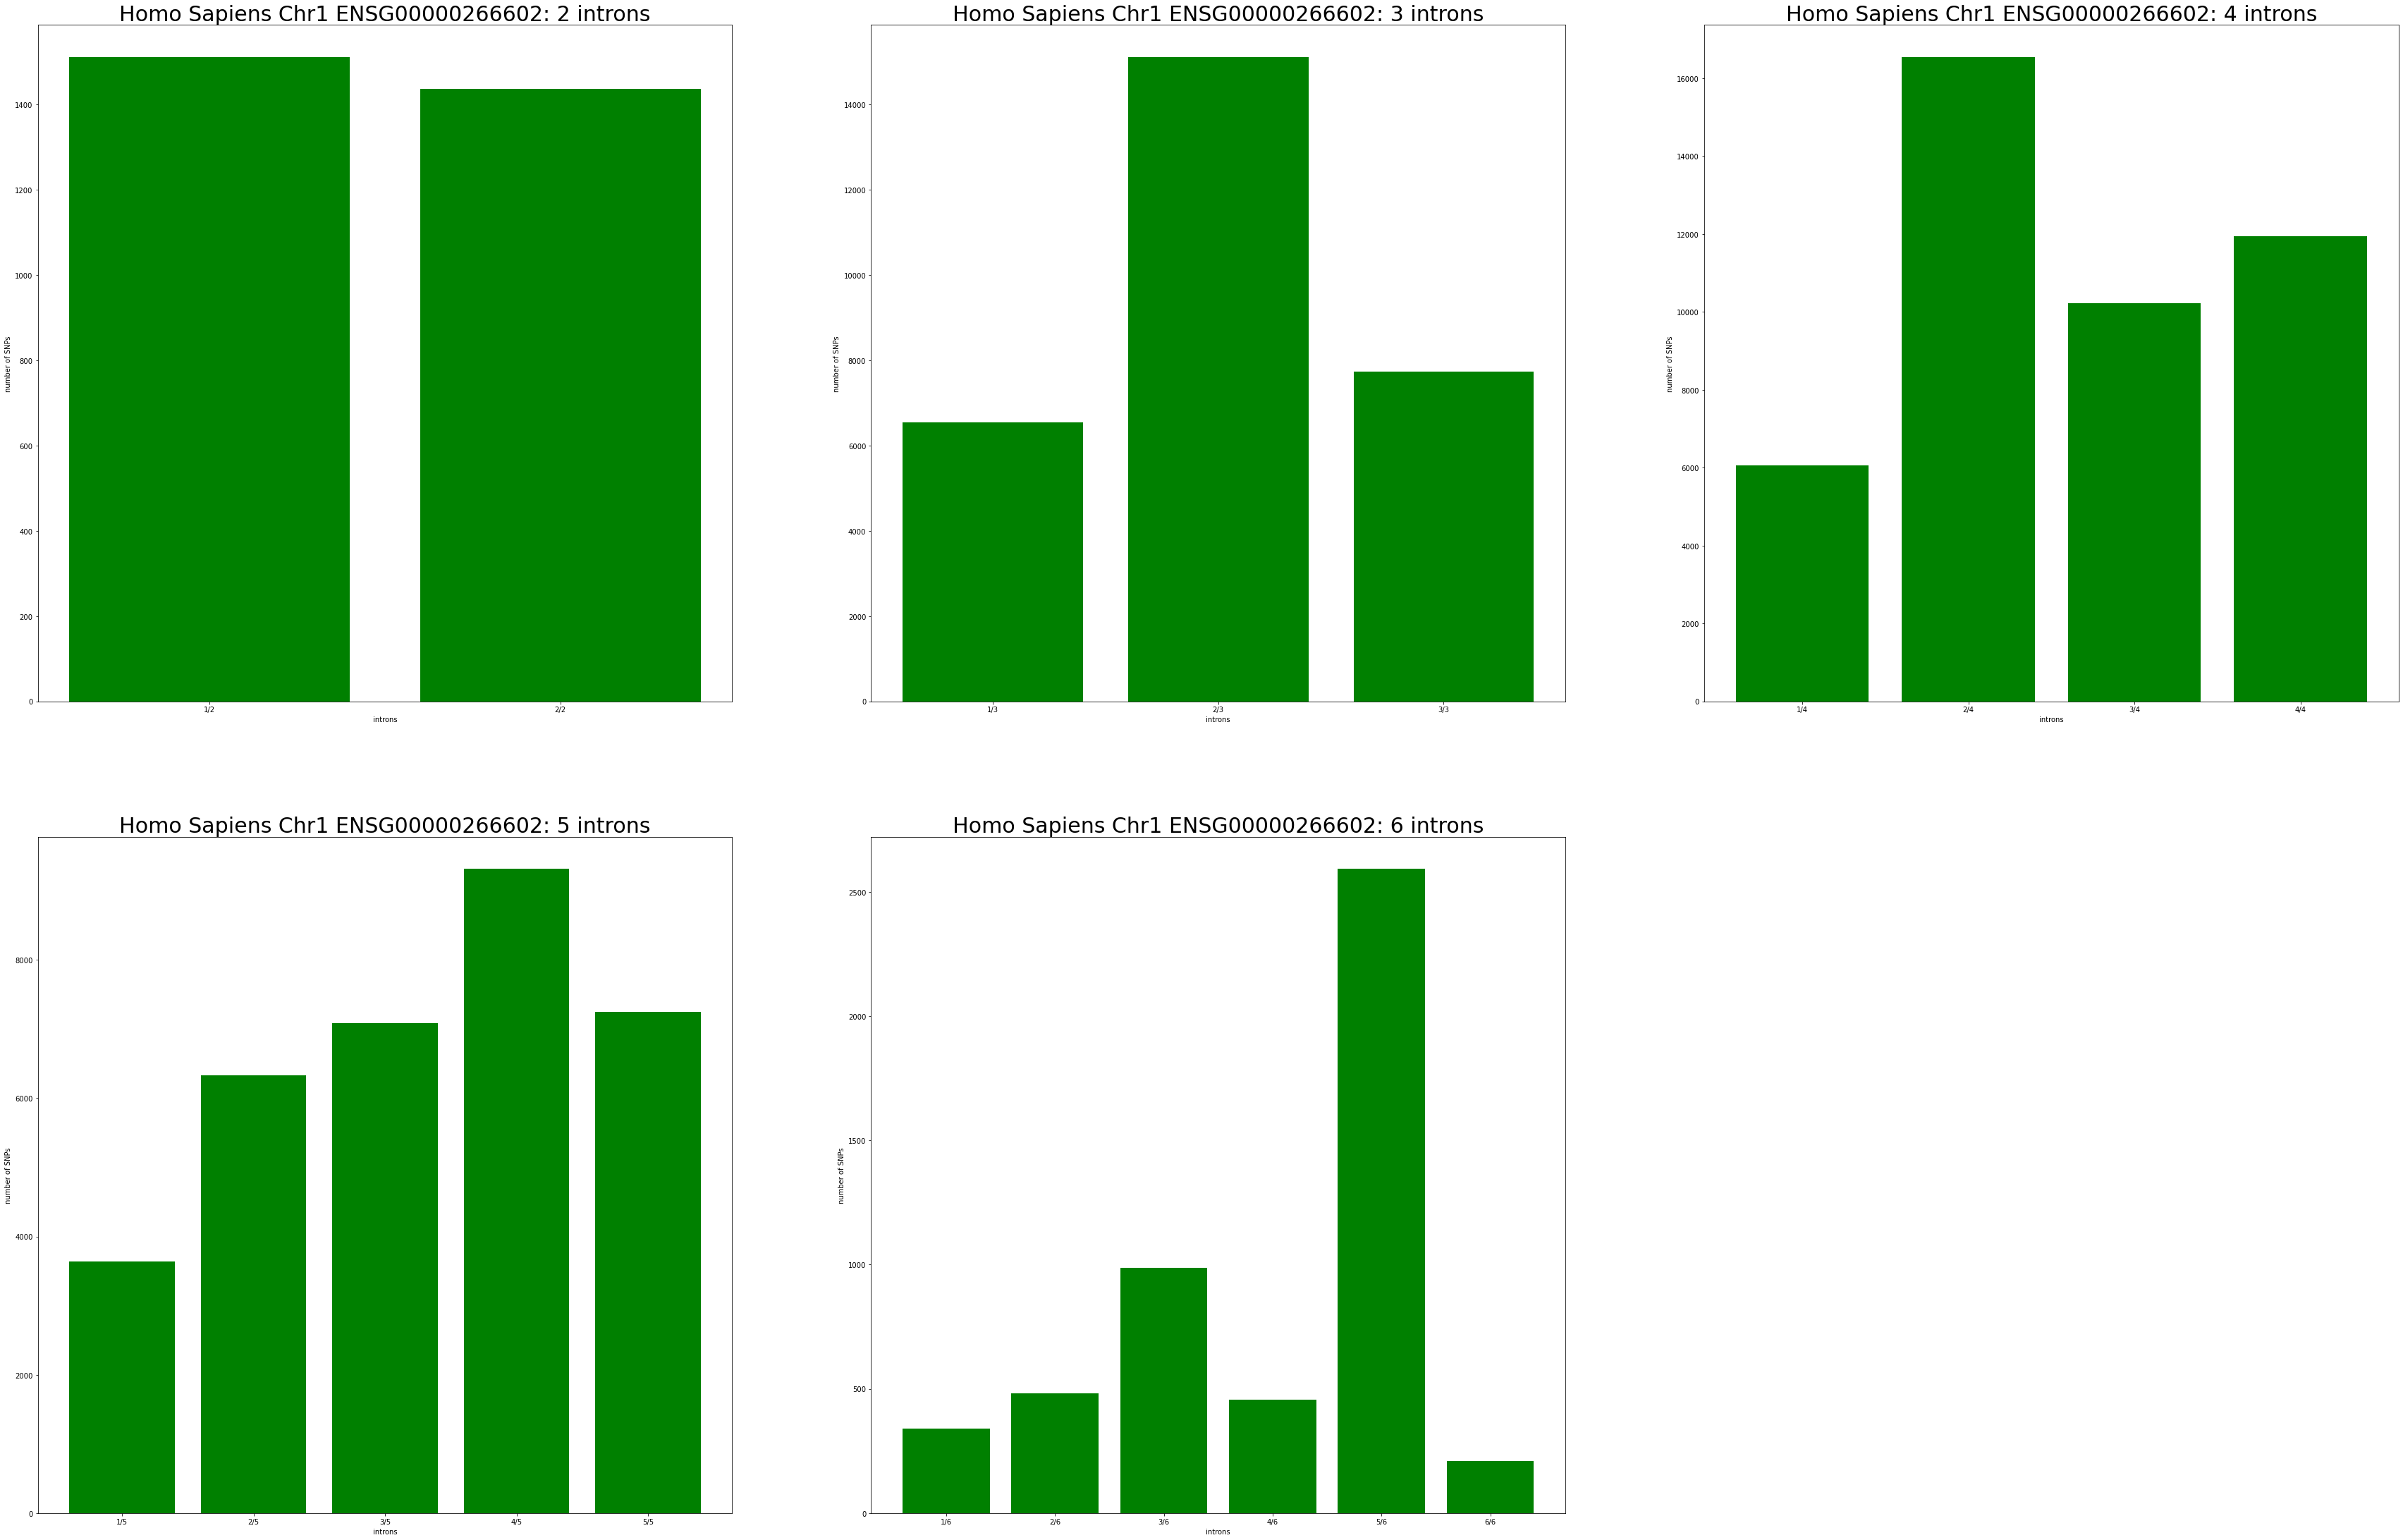 Homo Sapiens Chr1 ENSG00000266602: 2 introns
number of SNPs
1400
1200
1000
800
600
400
200
0
1/2 2/2
introns
Homo Sapiens Chr1 ENSG00000266602: 3 introns
number of SNPs
14000
12000
10000
8000
6000
4000
2000
0
1/3 2/3 3/3
introns
Homo Sapiens Chr1 ENSG00000266602: 4 introns
number of SNPs
16000
14000
12000
10000
8000
6000
4000
2000
0
1/4 2/4 3/4 4/4
introns
Homo Sapiens Chr1 ENSG00000266602: 5 introns
number of SNPs
8000
6000
4000
2000
0
1/5 2/5 3/5 4/5 5/5
introns
Homo Sapiens Chr1 ENSG00000266602: 6 introns
number of SNPs
2500
2000
1500
1000
500
0
1/6 2/6 3/6 4/6 5/6 6/6
introns